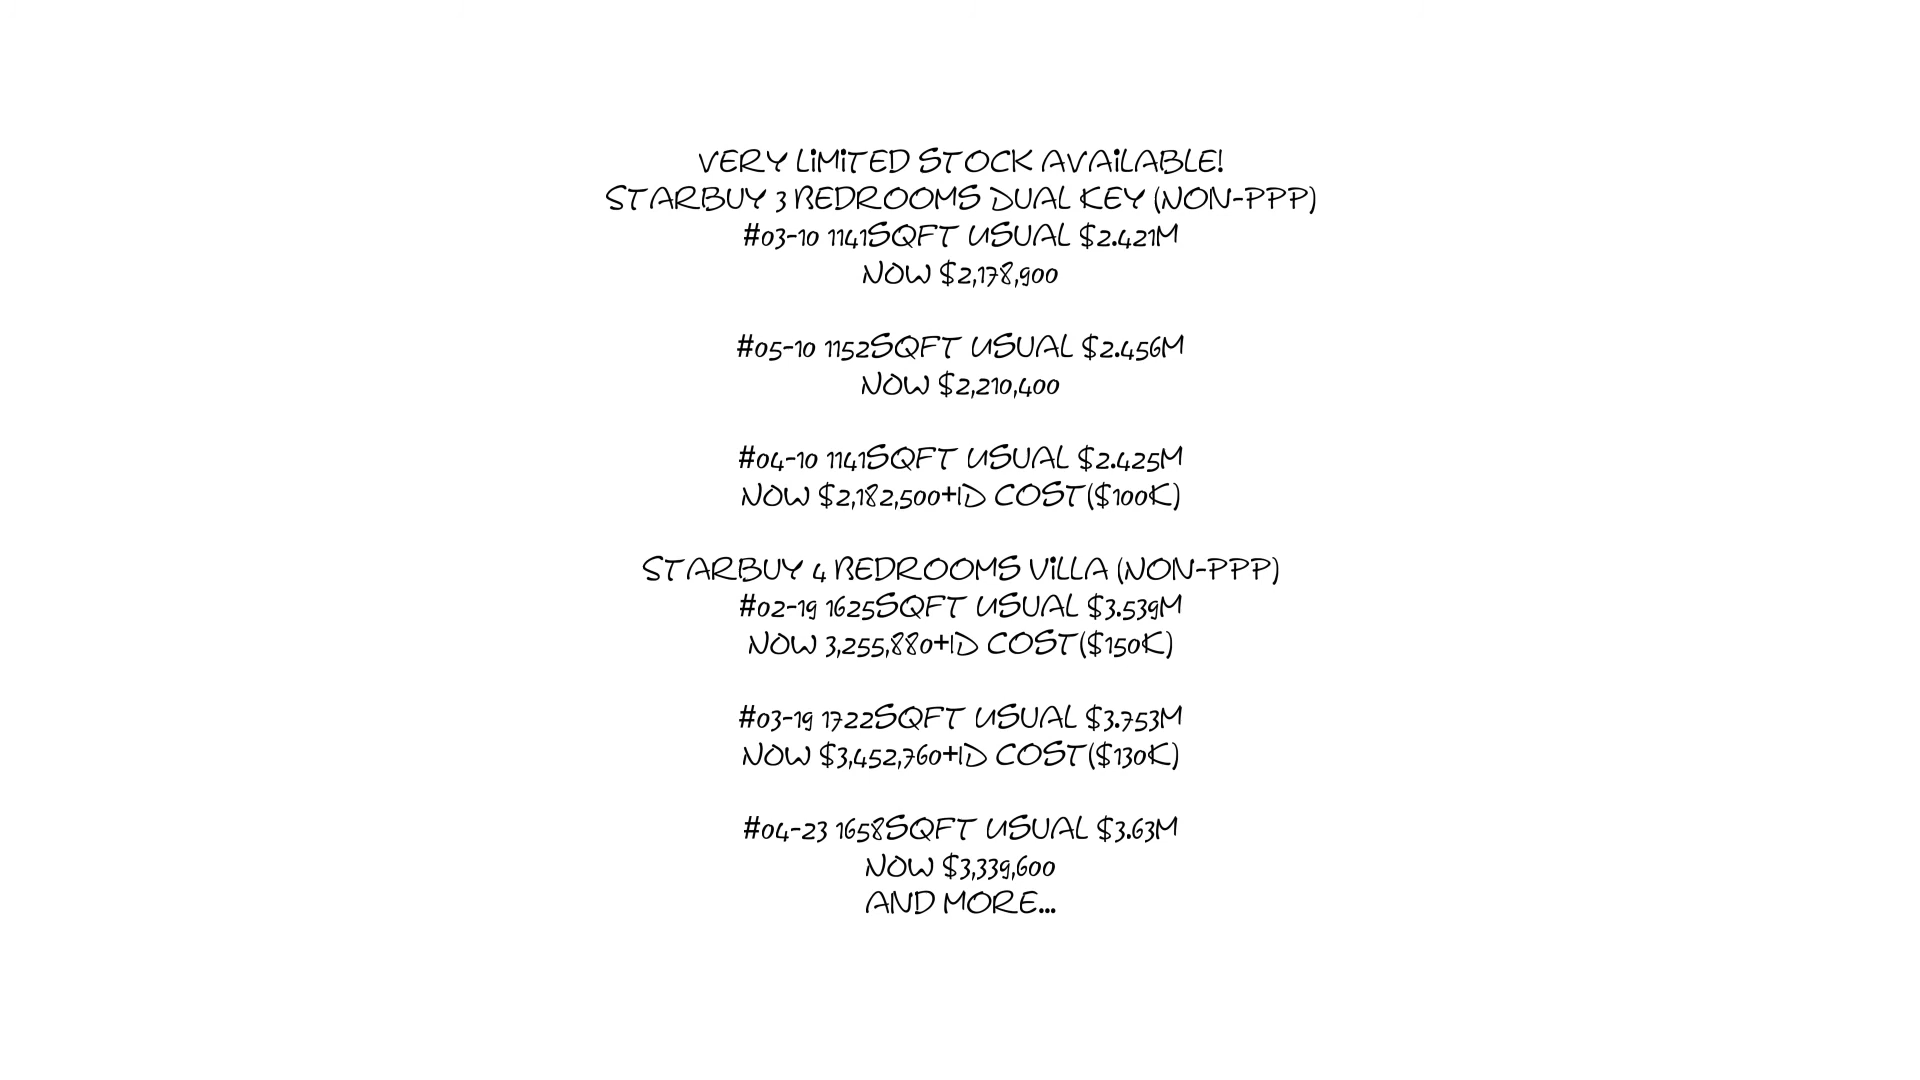 VERY LIMITED STOCK AVAILABLE!
STARBUY 3 BEDROOMS DUAL KEY (NON-PPP)
#03-10 1141SQFT USUAL $2.421M
NOW $2,178,900
#05-10 1152SQFT USUAL $2.456M
NOW $2,210,400
#04-10 1141SQFT USUAL $2.425M
NOW $2,182,500+ID COST($100K)
STARBUY 4 BEDROOMS VILLA (NON-PPP)
#02-19 1625SQFT USUAL $3.539M
NOW 3,255,880+ID COST($150K)
#03-19 1722SQFT USUAL $3.753M
NOW $3,452,760+ID COST($130K)
#04-23 1658SQFT USUAL $3.63M
NOW $3,339,600
AND MORE...